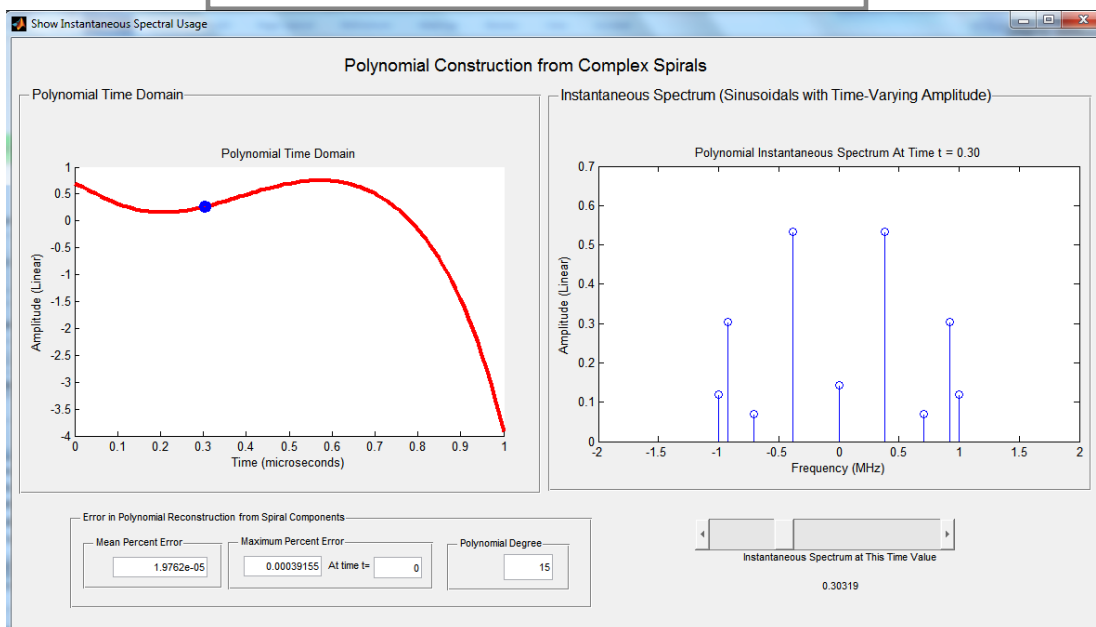 Show Instantaneous Spectral Usage
Polynomial Construction from Complex Spirals
Polynomial Time Domain
Polynomial Time Domain
1
0.5
0
-0.5
-1
-1.5
-2
-2.5
-3
-3.5
-4
Amplitude (Linear)
0 0.1 0.2 0.3 0.4 0.5 0.6 0.7 0.8 0.9 1
Time (microseconds)
Instantaneous Spectrum (Sinusoidals with Time-Varying Amplitude)
Polynomial Instantaneous Spectrum At Time t = 0.30
0.7
0.6
0.5
0.4
0.3
0.2
0.1
0
Amplitude (Linear)
-2 -1.5 -1 -0.5 0 0.5 1 1.5 2
Frequency (MHz)
Error in Polynomial Reconstruction from Spiral Components
Mean Percent Error
1.9762e-05
Maximum Percent Error
0.00039155 At time t= 0
Polynomial Degree
15
Instantaneous Spectrum at This Time Value
0.30319